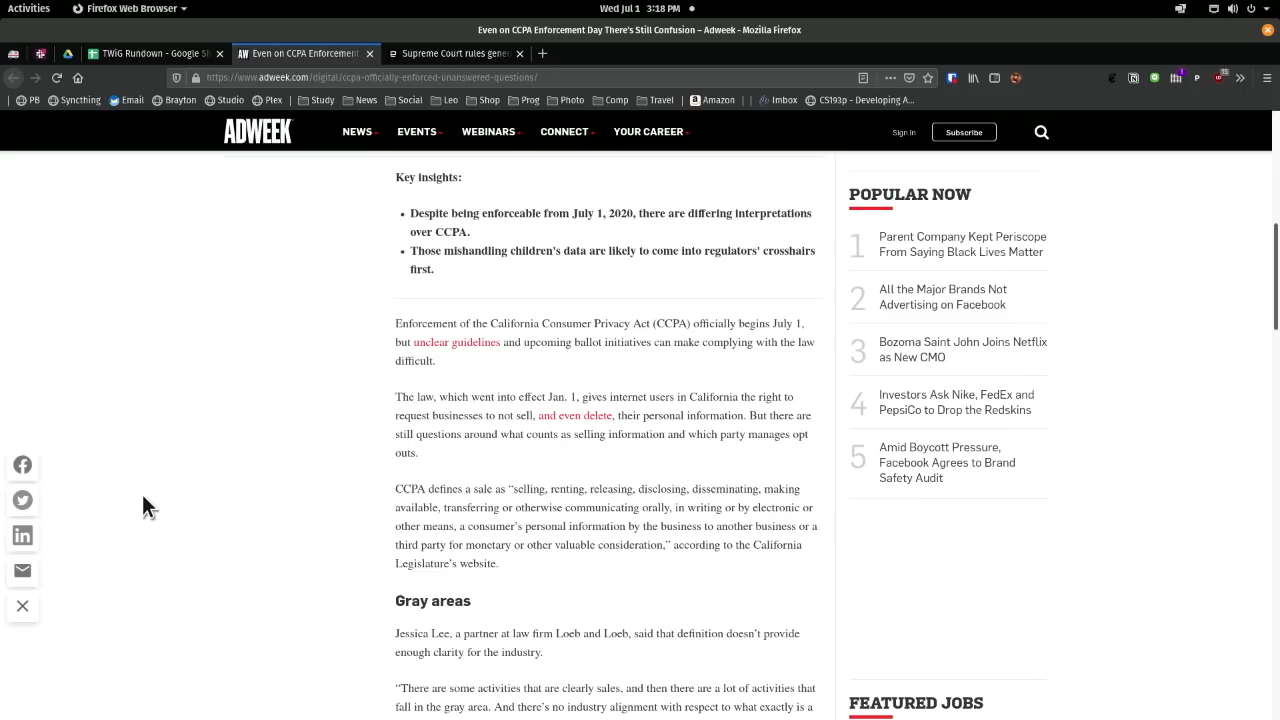 Activities
Firefox Web Browser
Wed Jul 1 3:18 PM
Even on CCPA Enforcement Day There's Still Confusion – Adweek - Mozilla Firefox
TWiG Rundown - Google Sh
AW Even on CCPA Enforcement
Supreme Court rules gener
https://www.adweek.com/digital/ccpa-officially-enforced-unanswered-questions/
PB
Syncthing
Email
Brayton
Studio
Plex
Study
News
Social
Leo
Shop
Prog
Photo
Comp
Travel
Amazon
Imbox
CS193p - Developing A...
ADWEEK
NEWS
EVENTS
WEBINARS
CONNECT
YOUR CAREER
Sign In
Subscribe
Key insights:
• Despite being enforceable from July 1, 2020, there are differing interpretations
over CCPA.
• Those mishandling children's data are likely to come into regulators' crosshairs
first.
Enforcement of the California Consumer Privacy Act (CCPA) officially begins July 1,
but unclear guidelines and upcoming ballot initiatives can make complying with the law
difficult.
The law, which went into effect Jan. 1, gives internet users in California the right to
request businesses to not sell, and even delete, their personal information. But there are
still questions around what counts as selling information and which party manages opt
outs.
CCPA defines a sale as “selling, renting, releasing, disclosing, disseminating, making
available, transferring or otherwise communicating orally, in writing or by electronic or
other means, a consumer’s personal information by the business to another business or a
third party for monetary or other valuable consideration,” according to the California
Legislature’s website.
Gray areas
Jessica Lee, a partner at law firm Loeb and Loeb, said that definition doesn’t provide
enough clarity for the industry.
“There are some activities that are clearly sales, and then there are a lot of activities that
fall in the gray area. And there’s no industry alignment with respect to what exactly is a
POPULAR NOW
1
Parent Company Kept Periscope
From Saying Black Lives Matter
2
All the Major Brands Not
Advertising on Facebook
3
Bozoma Saint John Joins Netflix
as New CMO
4
Investors Ask Nike, FedEx and
PepsiCo to Drop the Redskins
5
Amid Boycott Pressure,
Facebook Agrees to Brand
Safety Audit
FEATURED JOBS